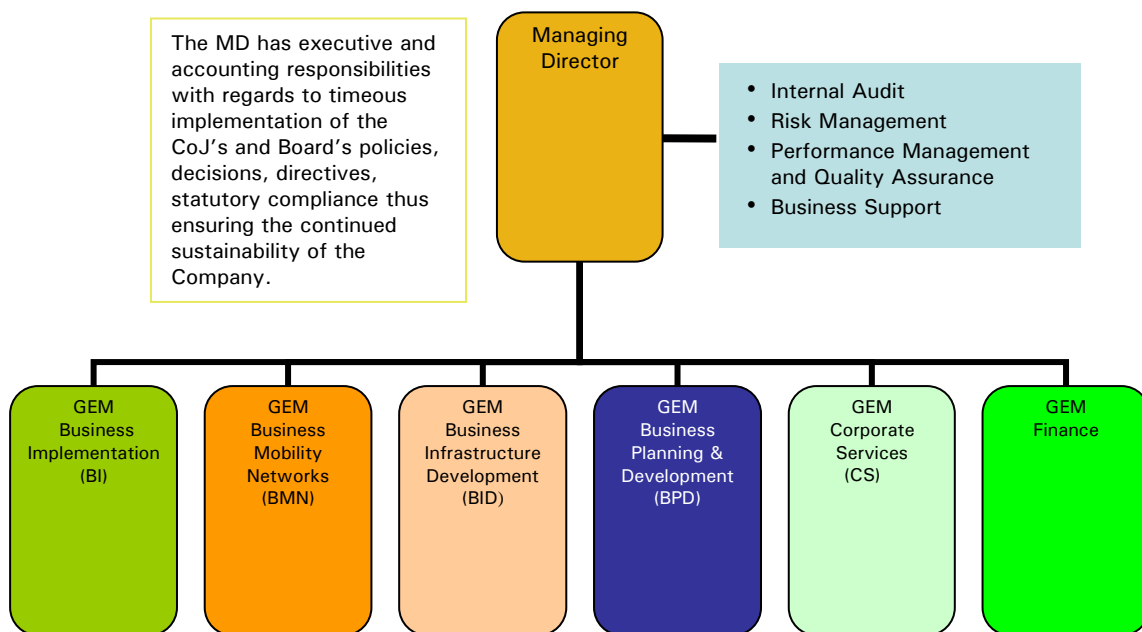 The MD has executive and
accounting responsibilities
with regards to timeous
implementation of the
CoJ's and Board's policies,
decisions, directives,
statutory compliance thus
ensuring the continued
sustainability of the
Company.
Managing
Director
• Internal Audit
• Risk Management
• Performance Management
and Quality Assurance
• Business Support
GEM
Business
Implementation
(BI)
GEM
Business
Mobility
Networks
(BMN)
GEM
Business
Infrastructure
Development
(BID)
GEM
Business
Planning &
Development
(BPD)
GEM
Corporate
Services
(CS)
GEM
Finance